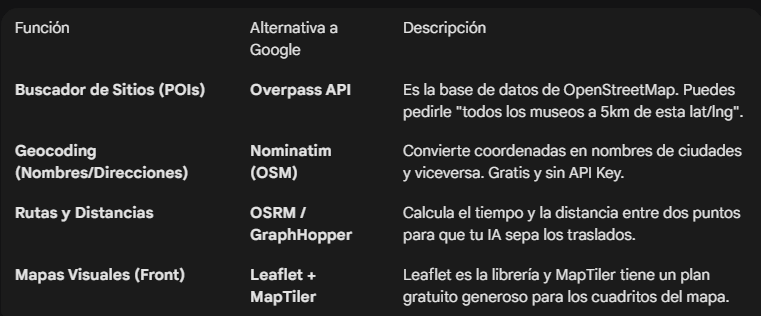 Función
Alternativa a
Google
Descripción
Buscador de Sitios (POIs)
Overpass API
Es la base de datos de OpenStreetMap. Puedes
pedirle "todos los museos a 5km de esta lat/lng".
Geocoding
(Nombres/Direcciones)
Nominatim
(OSM)
Convierte coordenadas en nombres de ciudades
y viceversa. Gratis y sin API Key.
Rutas y Distancias
OSRM /
GraphHopper
Calcula el tiempo y la distancia entre dos puntos
para que tu IA sepa los traslados.
Mapas Visuales (Front)
Leaflet +
MapTiler
Leaflet es la librería y MapTiler tiene un plan
gratuito generoso para los cuadritos del mapa.